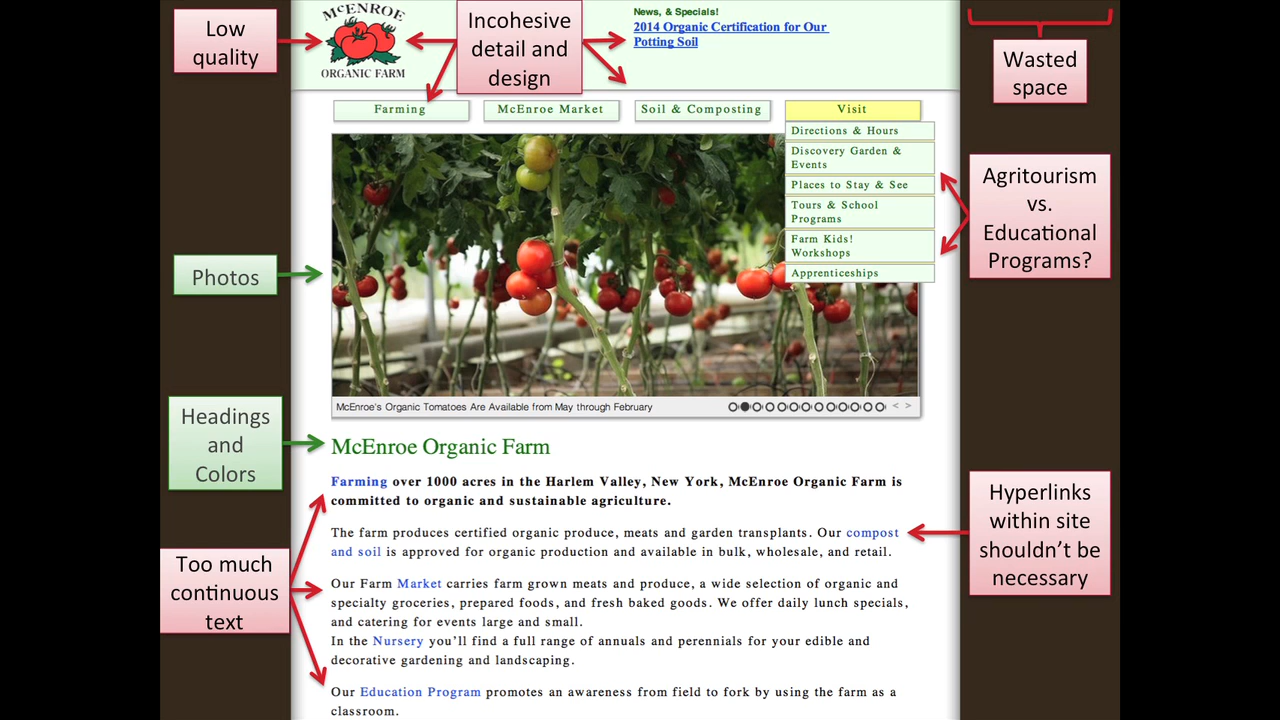 McENROE
ORGANIC FARM
News, & Specials!
2014 Organic Certification for Our
Potting Soil
Low
quality
Incohesive
detail and
design
Wasted
space
Farming
McEnroe Market
Soil & Composting
Visit
Directions & Hours
Discovery Garden &
Events
Places to Stay & See
Tours & School
Programs
Farm Kids!
Workshops
Apprenticeships
Agritourism
vs.
Educational
Programs?
Photos
McEnroe's Organic Tomatoes Are Available from May through February
< >
Headings
and
Colors
McEnroe Organic Farm
Farming over 1000 acres in the Harlem Valley, New York, McEnroe Organic Farm is
committed to organic and sustainable agriculture.
The farm produces certified organic produce, meats and garden transplants. Our compost
and soil is approved for organic production and available in bulk, wholesale, and retail.
Hyperlinks
within site
shouldn't be
necessary
Too much
continuous
text
Our Farm Market carries farm grown meats and produce, a wide selection of organic and
specialty groceries, prepared foods, and fresh baked goods. We offer daily lunch specials,
and catering for events large and small.
In the Nursery you'll find a full range of annuals and perennials for your edible and
decorative gardening and landscaping.
Our Education Program promotes an awareness from field to fork by using the farm as a
classroom.